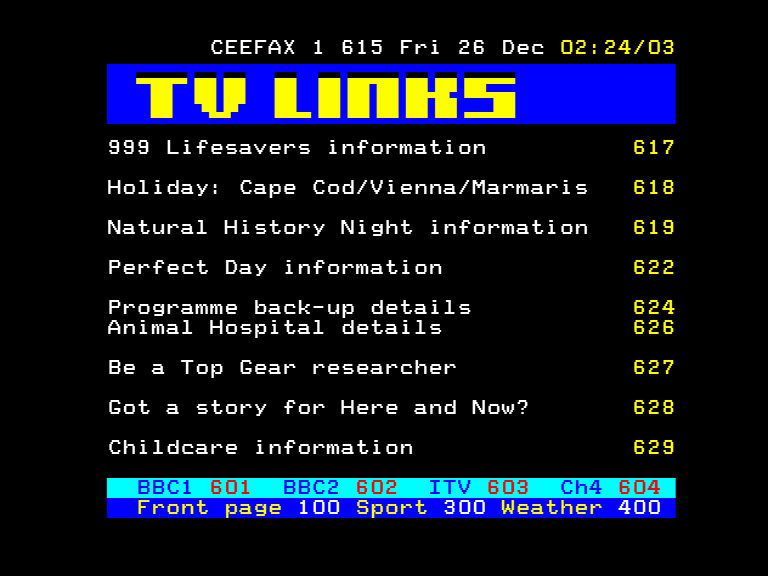 CEEFAX 1 615 Fri 26 Dec 02:24/03
TV LINKS
999 Lifesavers information 617
Holiday: Cape Cod/Vienna/Marmaris 618
Natural History Night information 619
Perfect Day information 622
Programme back-up details 624
Animal Hospital details 626
Be a Top Gear researcher 627
Got a story for Here and Now? 628
Childcare information 629
BBC1 601 BBC2 602 ITV 603 Ch4 604
Front page 100 Sport 300 Weather 400